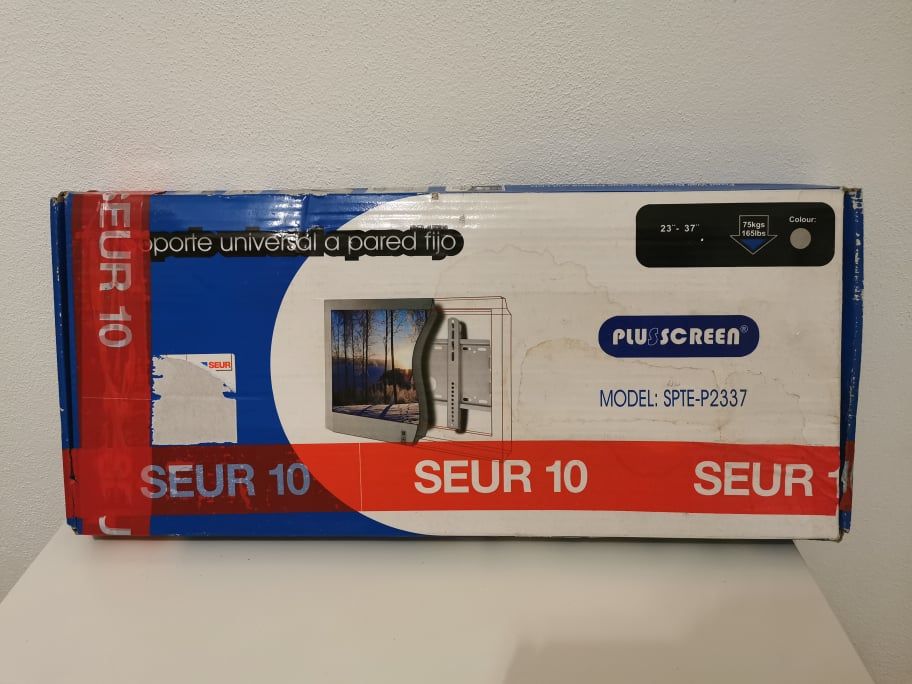 oporte universal a pared fijo
23"- 37"
75kgs
165lbs
Colour:
PLUSSCREEN®
MODEL: SPTE-P2337
SEUR
SEUR 10
SEUR 10
SEUR 10
SEUR 1